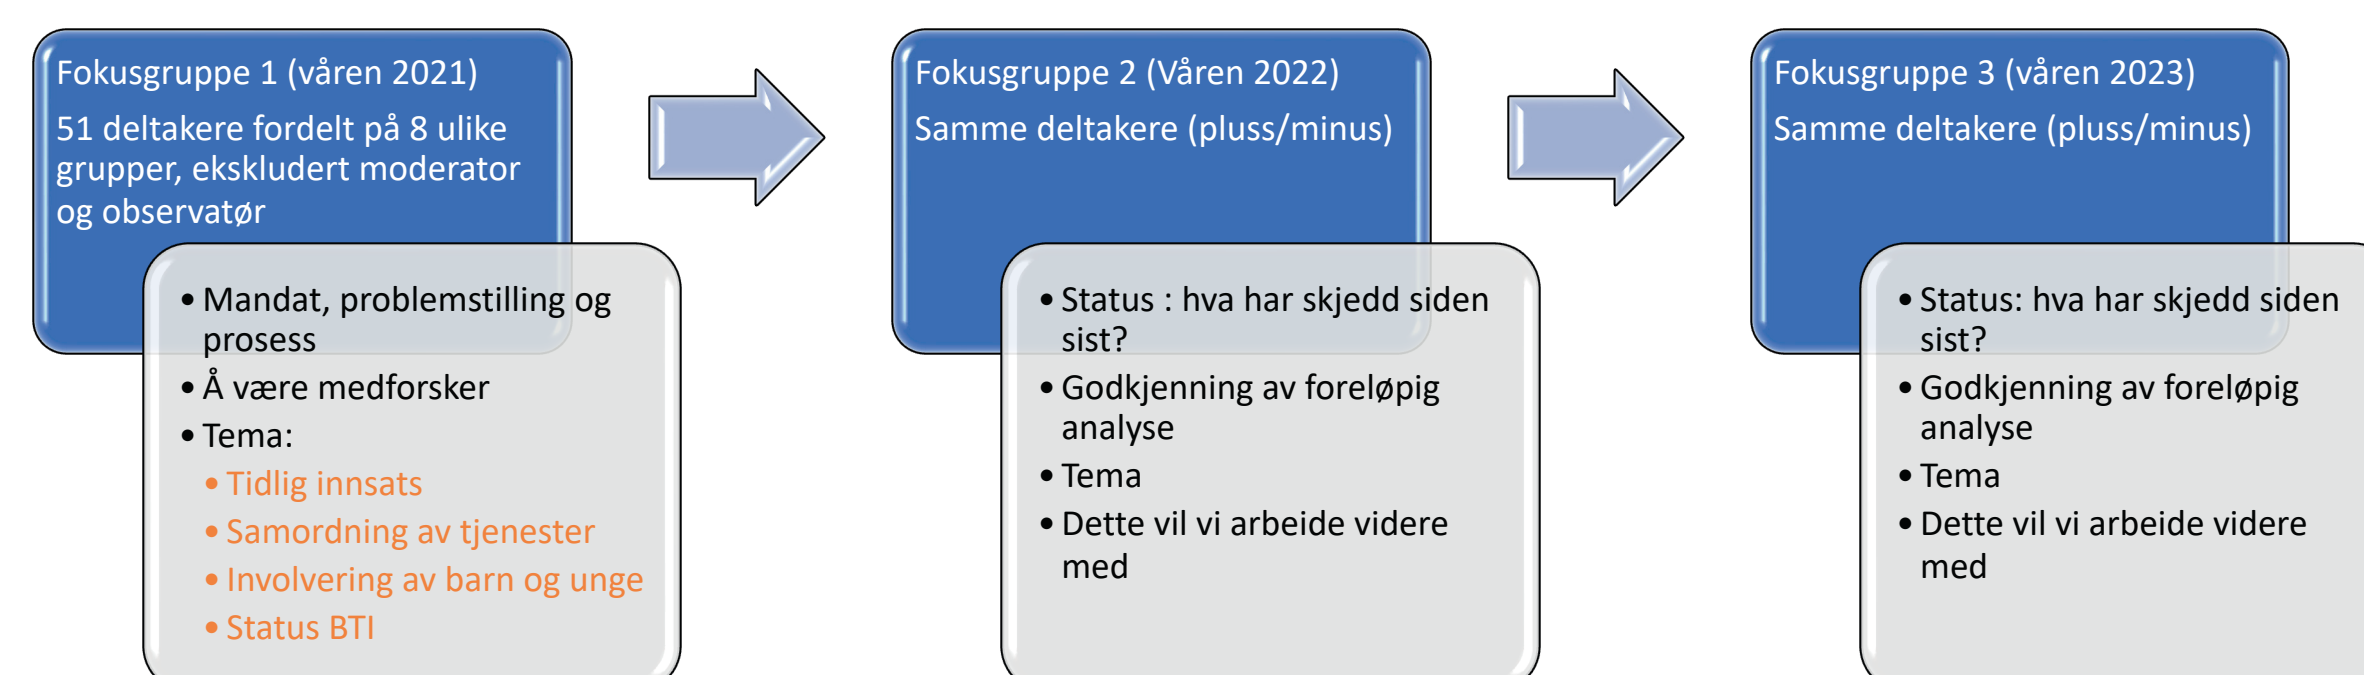 Fokusgruppe 1 (våren 2021)
51 deltakere fordelt på 8 ulike
grupper, ekskludert moderator
og observatør
• Mandat, problemstilling og
prosess
• Å være medforsker
• Tema:
• Tidlig innsats
• Samordning av tjenester
• Involvering av barn og unge
• Status BTI
Fokusgruppe 2 (Våren 2022)
Samme deltakere (pluss/minus)
• Status : hva har skjedd siden
sist?
• Godkjenning av foreløpig
analyse
• Tema
• Dette vil vi arbeide videre
med
Fokusgruppe 3 (våren 2023)
Samme deltakere (pluss/minus)
• Status: hva har skjedd siden
sist?
• Godkjenning av foreløpig
analyse
• Tema
• Dette vil vi arbeide videre
med